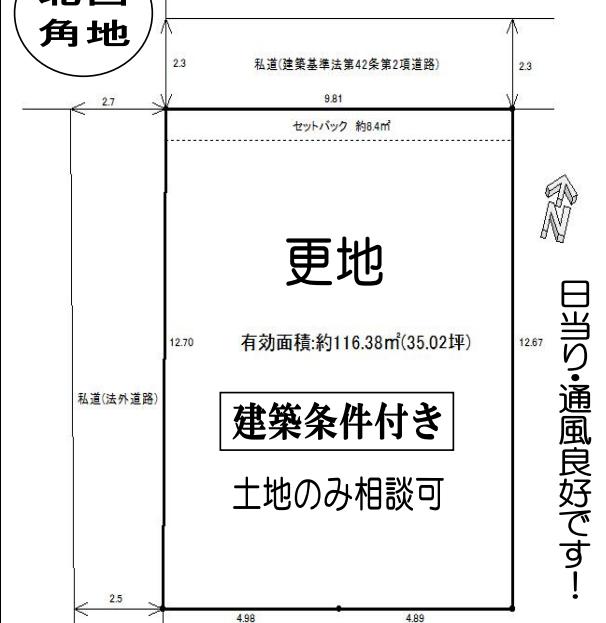 角地
2.3
私道(建築基準法第42条第2項道路)
2.3
2.7
9.81
セットバック 約8.4㎡
N
更地
日当り・通風良好です！
12.70
有効面積:約116.38㎡(35.02坪)
12.67
私道(法外道路)
建築条件付き
土地のみ相談可
2.5
4.98
4.89